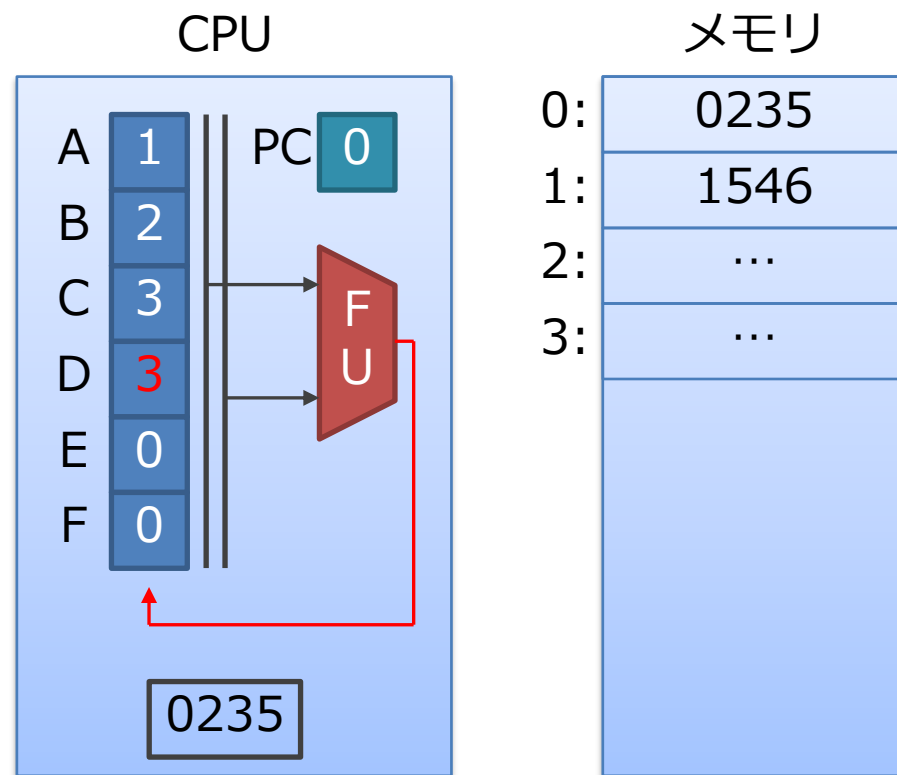 CPU
メモリ
A 1 PC 0
B 2
C 3
D 3
E 0
F 0
F
U
0235
0: 0235
1: 1546
2: …
3: …